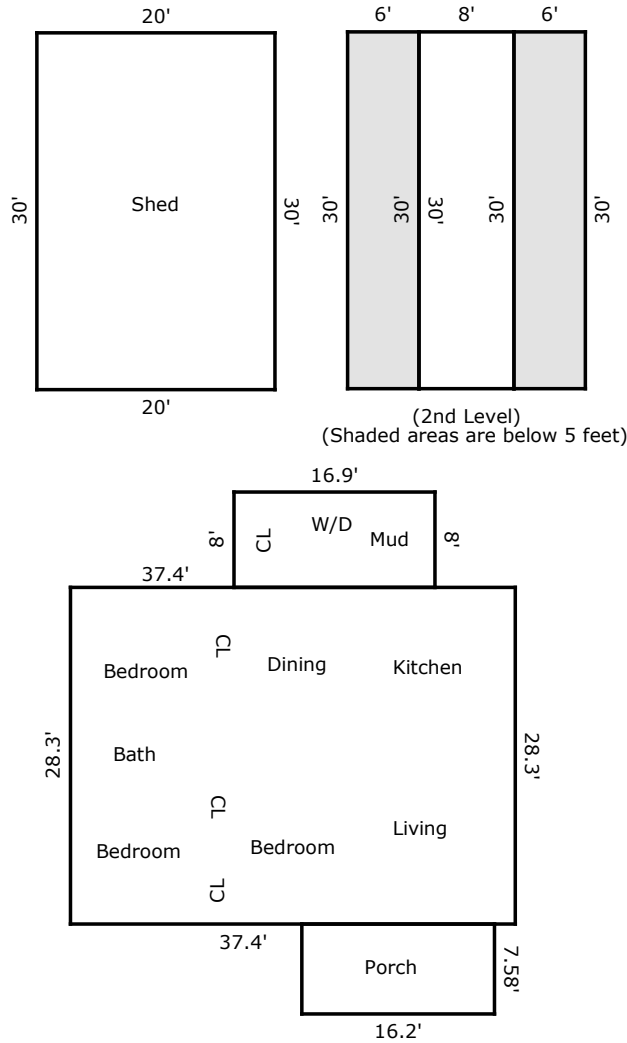 20'
6' 8' 6'
30' Shed 30' 30' 30' 30' 30' 30'
20'
(2nd Level)
(Shaded areas are below 5 feet)
16.9'
8' CL W/D Mud 8'
37.4'
CL
Bedroom Dining Kitchen
28.3' Bath 28.3'
CL
Bedroom Bedroom Living
CL
37.4'
Porch 7.58'
16.2'